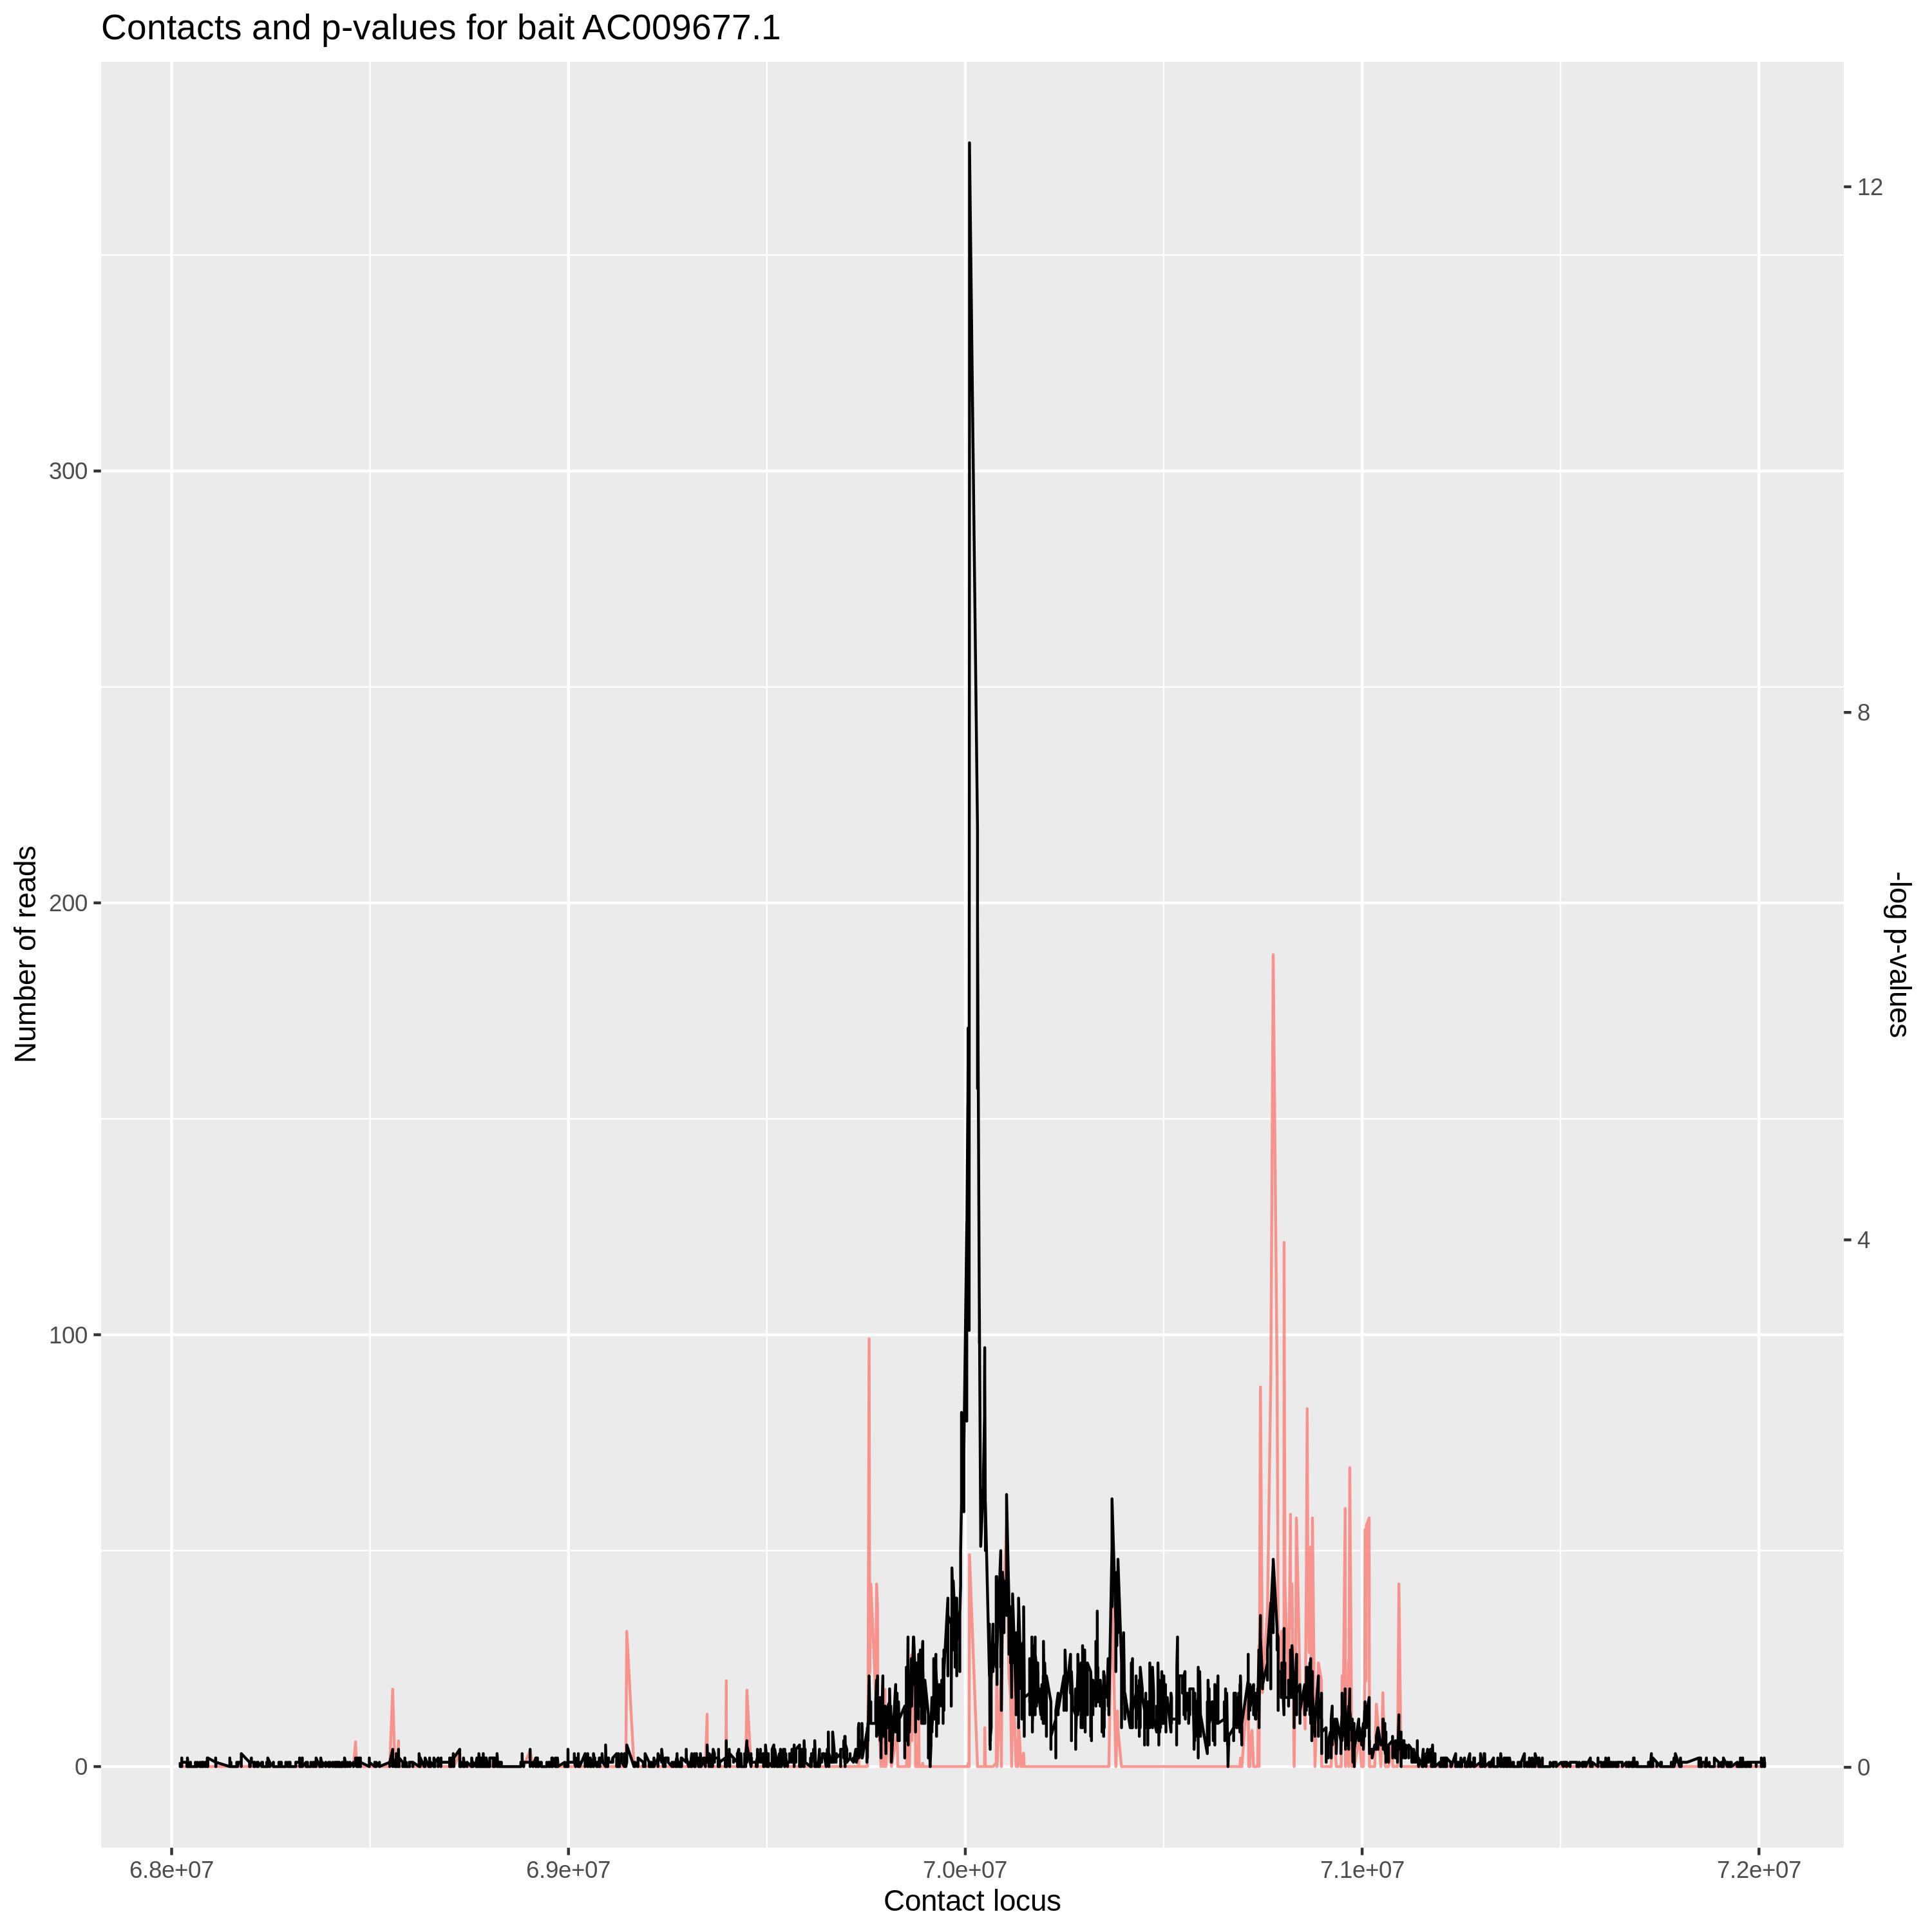 Contacts and p-values for bait AC009677.1
300
200
100
0
12
8
4
0
Number of reads
-log p-values
6.8e+07 6.9e+07 7.0e+07 7.1e+07 7.2e+07
Contact locus